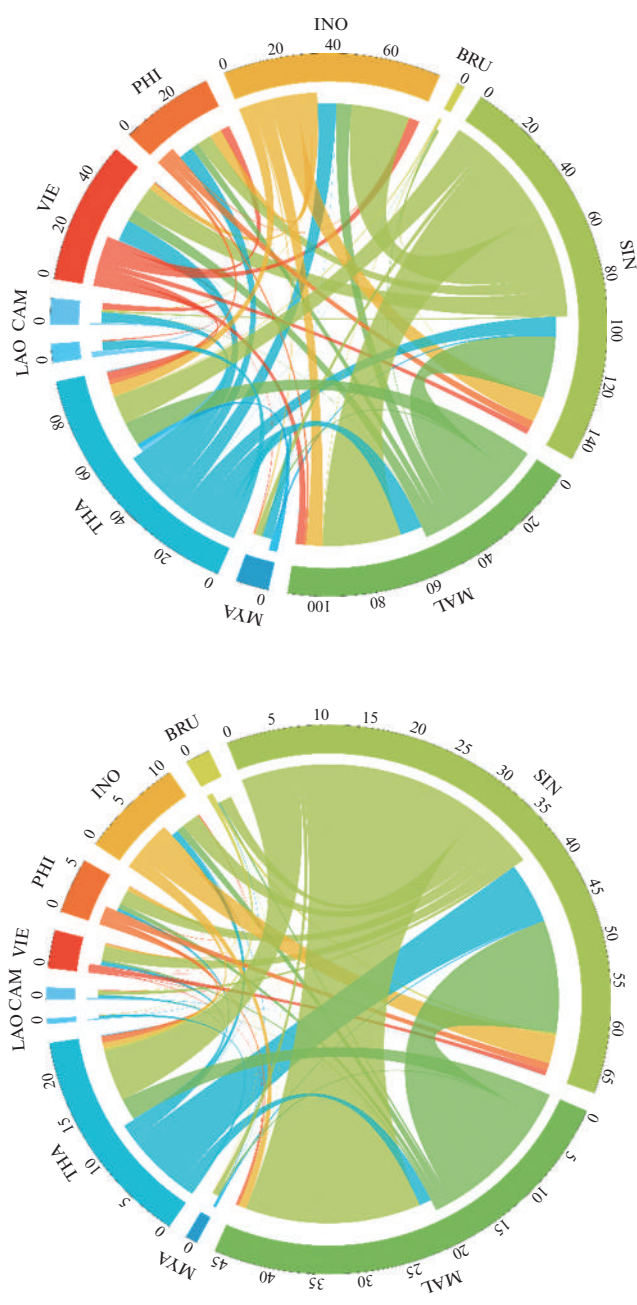 INO
0 20 40 60
BRU
0
SIN
0 20 40 60 80 100 120 140
MAL
0 20 40 60 80 100
MYA
0
THA
0 20 40 60 80
LAO
0
CAM
0
VIE
0 20 40
PHI
0 20
SIN
0 5 10 15 20 25 30 35 40 45 50 55 60 65
MAL
0 5 10 15 20 25 30 35 40 45
MYA
0
THA
0 5 10 15 20
LAO
0
CAM
0
VIE
0
PHI
0 5
INO
0 5 10
BRU
0